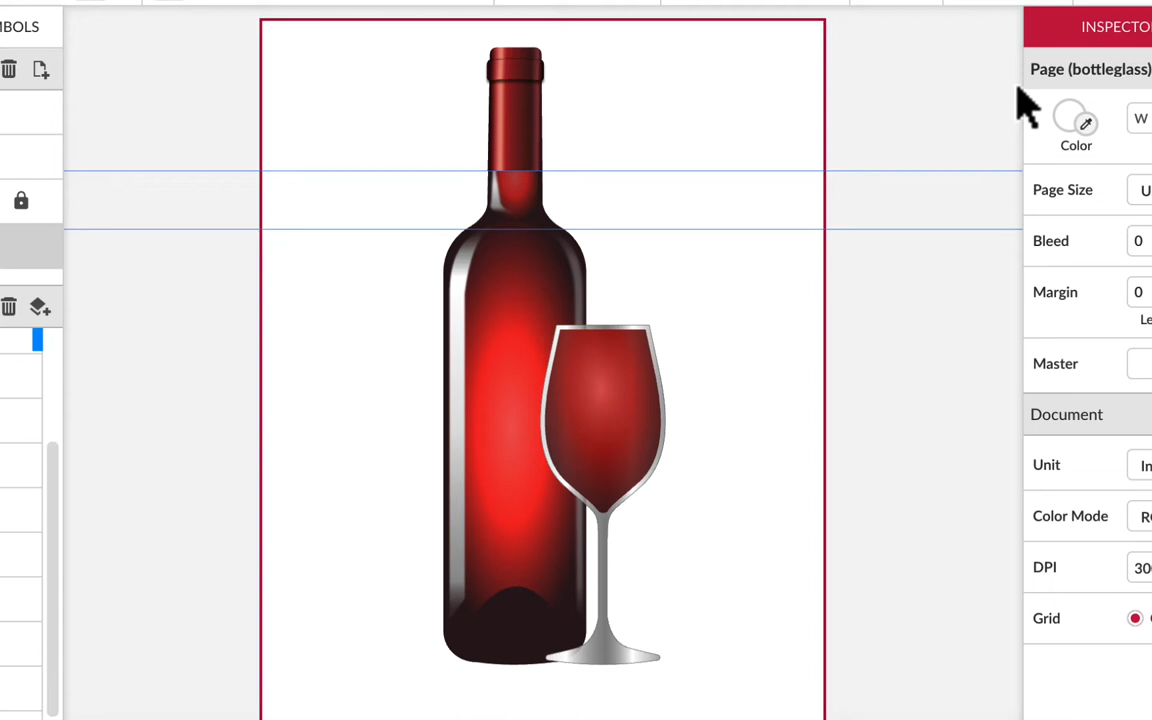 MBOLS
INSPECTO
Page (bottleglass)
W
Color
Page Size
U
Bleed
0
Margin
0
Le
Master
Document
Unit
In
Color Mode
R
DPI
30
Grid